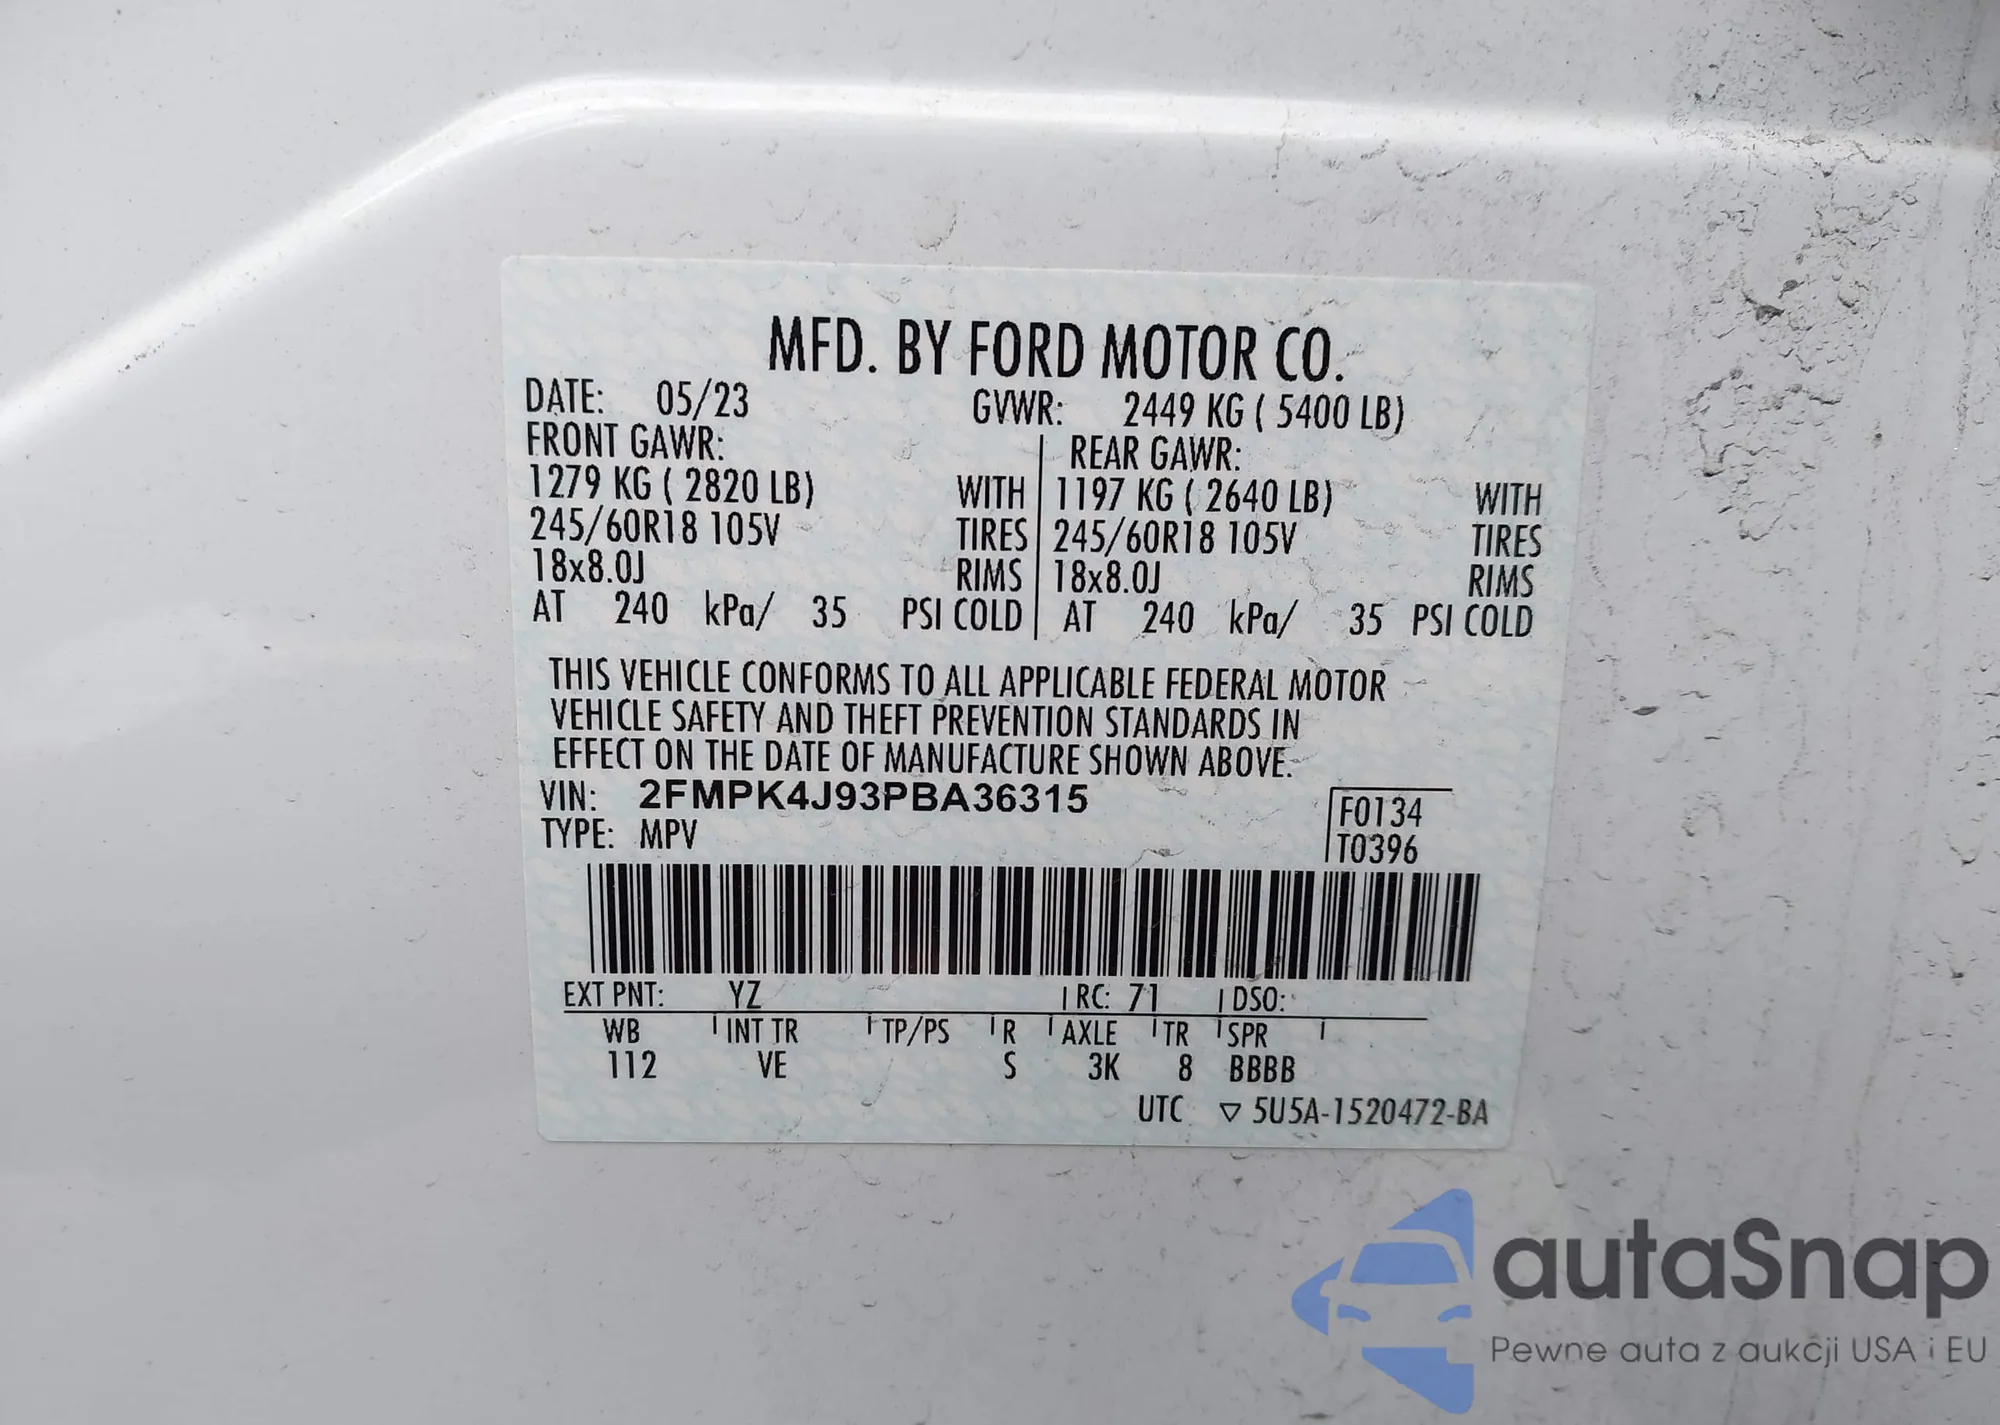 MFD. BY FORD MOTOR CO.
DATE: 05/23 GVWR: 2449 KG ( 5400 LB)
FRONT GAWR: REAR GAWR:
1279 KG ( 2820 LB) WITH 1197 KG ( 2640 LB) WITH
245/60R18 105V TIRES 245/60R18 105V TIRES
18x8.0J RIMS 18x8.0J RIMS
AT 240 kPa/ 35 PSI COLD AT 240 kPa/ 35 PSI COLD
THIS VEHICLE CONFORMS TO ALL APPLICABLE FEDERAL MOTOR
VEHICLE SAFETY AND THEFT PREVENTION STANDARDS IN
EFFECT ON THE DATE OF MANUFACTURE SHOWN ABOVE.
VIN: 2FMPK4J93PBA36315 F0134
TYPE: MPV T0396
EXT PNT: YZ RC: 71 DSO:
WB INT TR TP/PS R AXLE TR SPR
112 VE S 3K 8 BBBB
UTC ▽ 5U5A-1520472-BA
autaSnap
Pewne auta z aukcji USA i EU